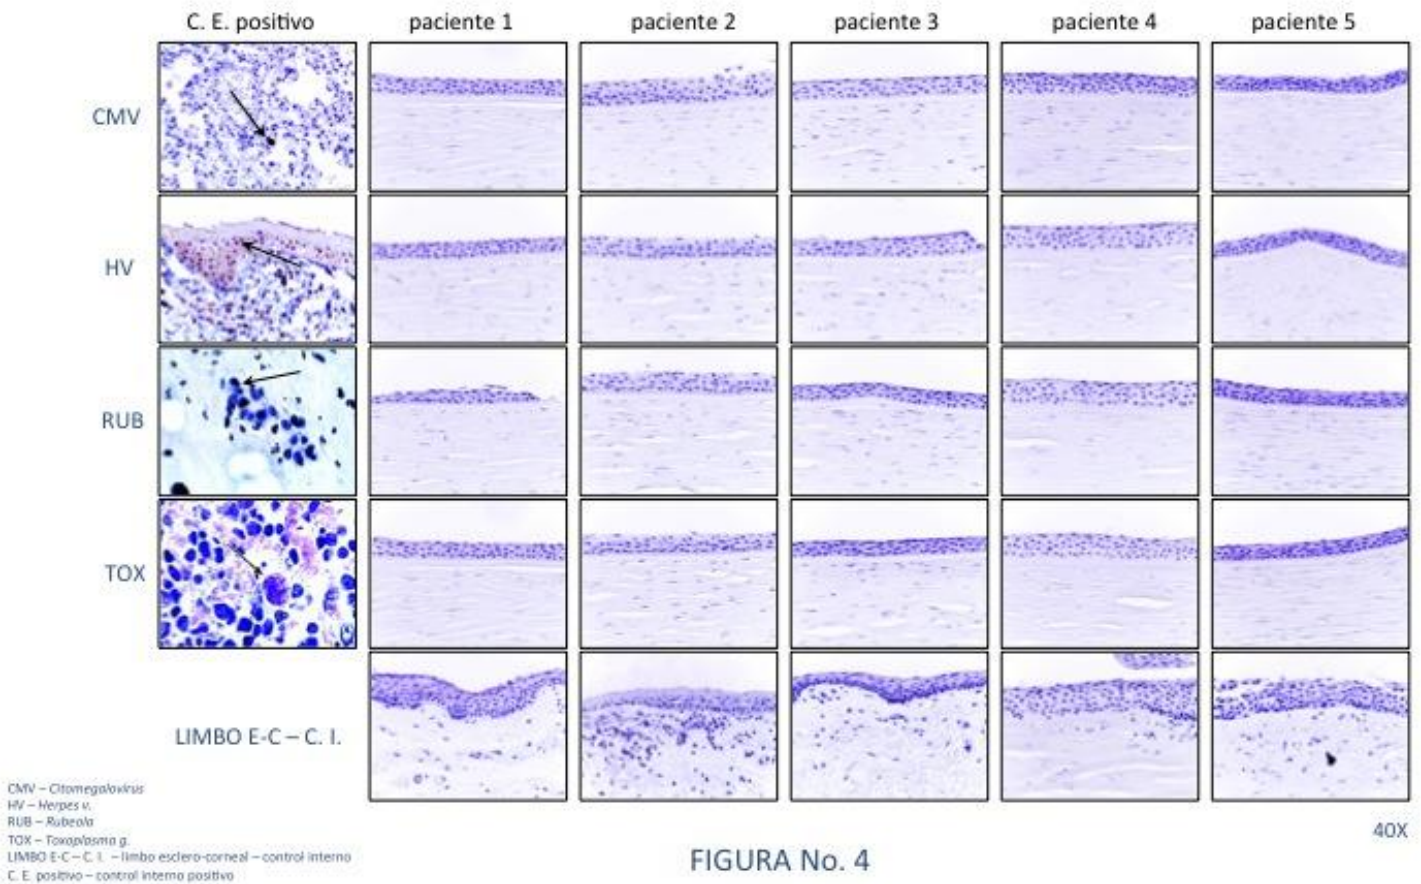 C. E. positivo paciente 1 paciente 2 paciente 3 paciente 4 paciente 5
CMV
HV
RUB
TOX
LIMBO E-C – C. I.
CMV – Citomegalovirus
HV – Herpes v.
RUB – Rubeola
TOX – Toxoplasma g.
LIMBO E-C – C. I. – limbo esclero-corneal – control interno
C. E. positivo – control interno positivo
40X
FIGURA No. 4